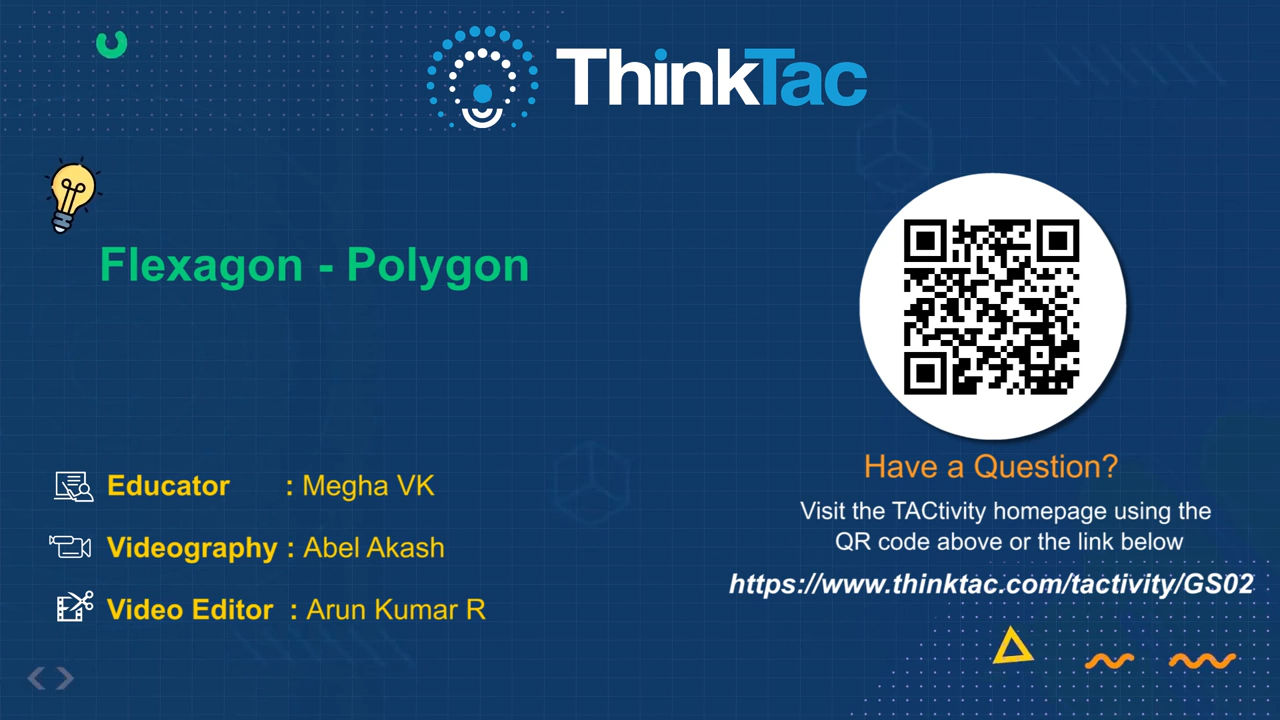 ThinkTac
Flexagon - Polygon
Educator : Megha VK
Videography : Abel Akash
Video Editor : Arun Kumar R
Have a Question?
Visit the TACtivity homepage using the
QR code above or the link below
https://www.thinktac.com/tactivity/GS02